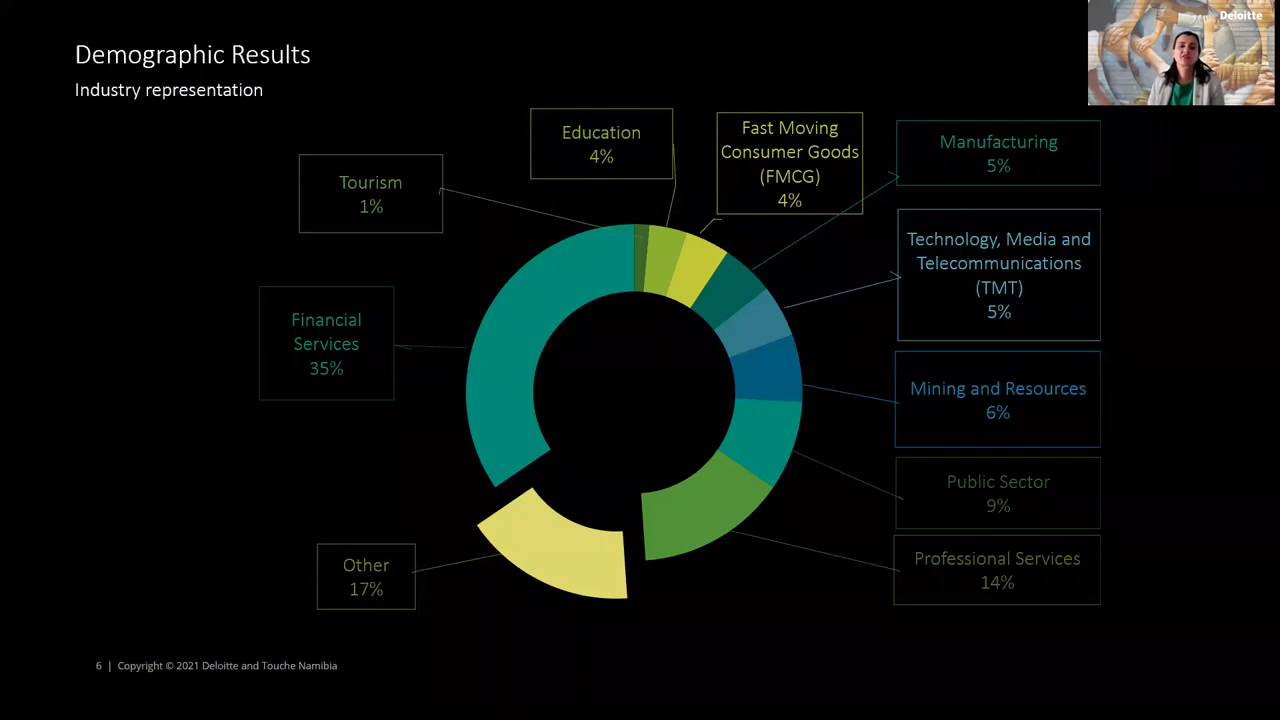 Demographic Results
Industry representation
Deloitte
Education
4%
Fast Moving
Consumer Goods
(FMCG)
4%
Manufacturing
5%
Tourism
1%
Technology, Media and
Telecommunications
(TMT)
5%
Financial
Services
35%
Mining and Resources
6%
Public Sector
9%
Professional Services
14%
Other
17%
6 | Copyright © 2021 Deloitte and Touche Namibia